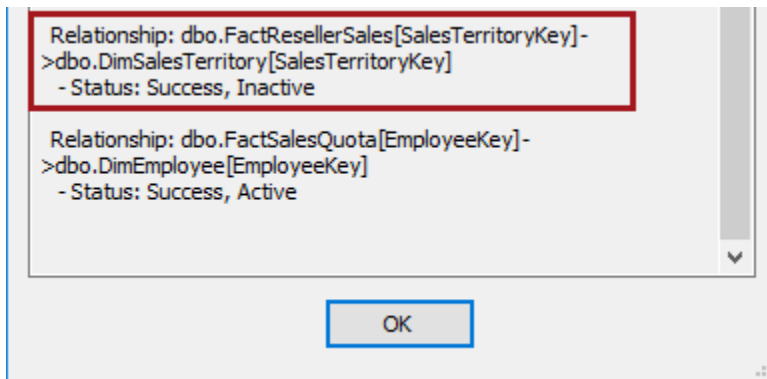 Relationship: dbo.FactResellerSales[SalesTerritoryKey]-
>dbo.DimSalesTerritory[SalesTerritoryKey]
- Status: Success, Inactive
Relationship: dbo.FactSalesQuota[EmployeeKey]-
>dbo.DimEmployee[EmployeeKey]
- Status: Success, Active
OK